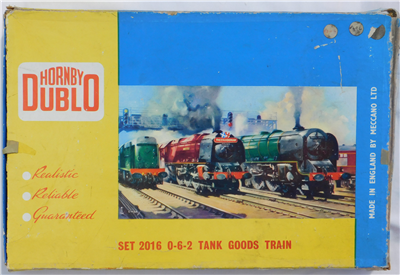 HORNBY
DUBLO
Realistic
Reliable
Guaranteed
SET 2016 0-6-2 TANK GOODS TRAIN
MADE IN ENGLAND BY MECCANO LTD